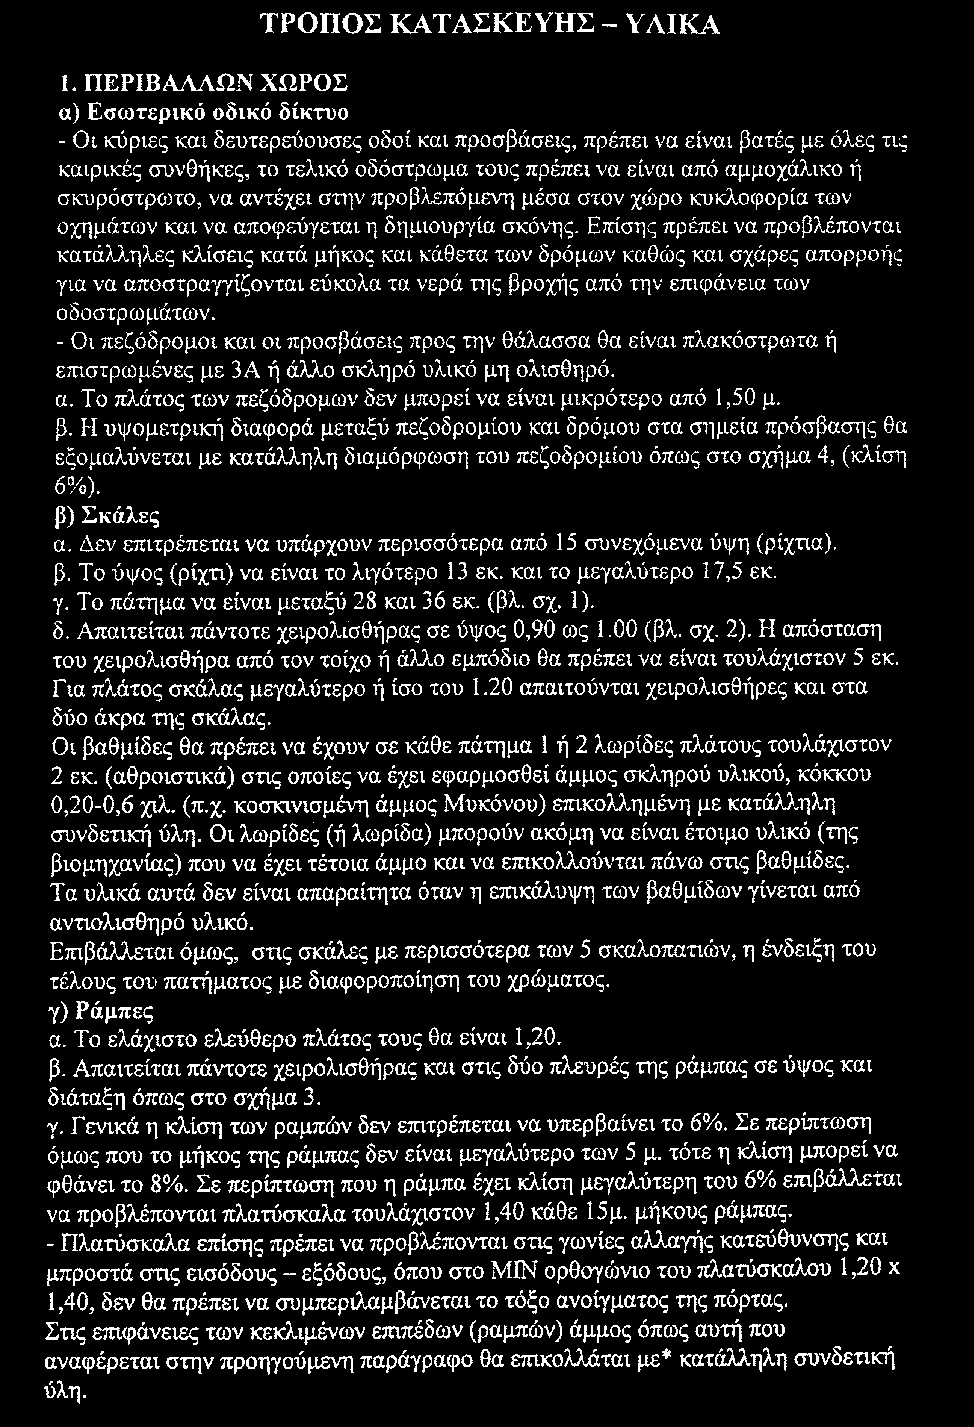 ΤΡΟΠΟΣ ΚΑΤΑΣΚΕΥΗΣ – ΥΛΙΚΑ
1. ΠΕΡΙΒΑΛΛΩΝ ΧΩΡΟΣ
α) Εσωτερικό οδικό δίκτυο
- Οι κύριες και δευτερεύουσες οδοί και προσβάσεις, πρέπει να είναι βατές με όλες τις
καιρικές συνθήκες, το τελικό οδόστρωμα τους πρέπει να είναι από αμμοχάλικο ή
σκυρόστρωτο, να αντέχει στην προβλεπόμενη μέσα στον χώρο κυκλοφορία των
οχημάτων και να αποφεύγεται η δημιουργία σκόνης. Επίσης πρέπει να προβλέπονται
κατάλληλες κλίσεις κατά μήκος και κάθετα των δρόμων καθώς και σχάρες απορροής
για να αποστραγγίζονται εύκολα τα νερά της βροχής από την επιφάνεια των
οδοστρωμάτων.
- Οι πεζόδρομοι και οι προσβάσεις προς την θάλασσα θα είναι πλακόστρωτα ή
επιστρωμένες με 3Α ή άλλο σκληρό υλικό μη ολισθηρό.
α. Το πλάτος των πεζόδρομων δεν μπορεί να είναι μικρότερο από 1,50 μ.
β. Η υψομετρική διαφορά μεταξύ πεζοδρομίου και δρόμου στα σημεία πρόσβασης θα
εξομαλύνεται με κατάλληλη διαμόρφωση του πεζοδρομίου όπως στο σχήμα 4, (κλίση
6%).
β) Σκάλες
α. Δεν επιτρέπεται να υπάρχουν περισσότερα από 15 συνεχόμενα ύψη (ρίχτια).
β. Το ύψος (ρίχτι) να είναι το λιγότερο 13 εκ. και το μεγαλύτερο 17,5 εκ.
γ. Το πάτημα να είναι μεταξύ 28 και 36 εκ. (βλ. σχ. 1).
δ. Απαιτείται πάντοτε χειρολισθήρας σε ύψος 0,90 ως 1.00 (βλ. σχ. 2). Η απόσταση
του χειρολισθήρα από τον τοίχο ή άλλο εμπόδιο θα πρέπει να είναι τουλάχιστον 5 εκ.
Για πλάτος σκάλας μεγαλύτερο ή ίσο του 1.20 απαιτούνται χειρολισθήρες και στα
δύο άκρα της σκάλας.
Οι βαθμίδες θα πρέπει να έχουν σε κάθε πάτημα 1 ή 2 λωρίδες πλάτους τουλάχιστον
2 εκ. (αθροιστικά) στις οποίες να έχει εφαρμοσθεί άμμος σκληρού υλικού, κόκκου
0,20-0,6 χιλ. (π.χ. κοσκινισμένη άμμος Μυκόνου) επικολλημένη με κατάλληλη
συνδετική ύλη. Οι λωρίδες (ή λωρίδα) μπορούν ακόμη να είναι έτοιμο υλικό (της
βιομηχανίας) που να έχει τέτοια άμμο και να επικολλούνται πάνω στις βαθμίδες.
Τα υλικά αυτά δεν είναι απαραίτητα όταν η επικάλυψη των βαθμίδων γίνεται από
αντιολισθηρό υλικό.
Επιβάλλεται όμως, στις σκάλες με περισσότερα των 5 σκαλοπατιών, η ένδειξη του
τέλους του πατήματος με διαφοροποίηση του χρώματος.
γ) Ράμπες
α. Το ελάχιστο ελεύθερο πλάτος τους θα είναι 1,20.
β. Απαιτείται πάντοτε χειρολισθήρας και στις δύο πλευρές της ράμπας σε ύψος και
διάταξη όπως στο σχήμα 3.
γ. Γενικά η κλίση των ραμπών δεν επιτρέπεται να υπερβαίνει το 6%. Σε περίπτωση
όμως που το μήκος της ράμπας δεν είναι μεγαλύτερο των 5 μ. τότε η κλίση μπορεί να
φθάνει το 8%. Σε περίπτωση που η ράμπα έχει κλίση μεγαλύτερη του 6% επιβάλλεται
να προβλέπονται πλατύσκαλα τουλάχιστον 1,40 κάθε 15μ. μήκους ράμπας.
- Πλατύσκαλα επίσης πρέπει να προβλέπονται στις γωνίες αλλαγής κατεύθυνσης και
μπροστά στις εισόδους – εξόδους, όπου στο ΜΙΝ ορθογώνιο του πλατύσκαλου 1,20 x
1,40, δεν θα πρέπει να συμπεριλαμβάνεται το τόξο ανοίγματος της πόρτας.
Στις επιφάνειες των κεκλιμένων επιπέδων (ραμπών) άμμος όπως αυτή που
αναφέρεται στην προηγούμενη παράγραφο θα επικολλάται με* κατάλληλη συνδετική
ύλη.